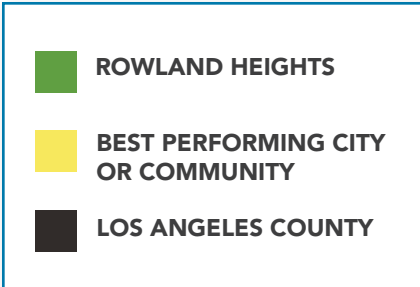 ROWLAND HEIGHTS
BEST PERFORMING CITY
OR COMMUNITY
LOS ANGELES COUNTY